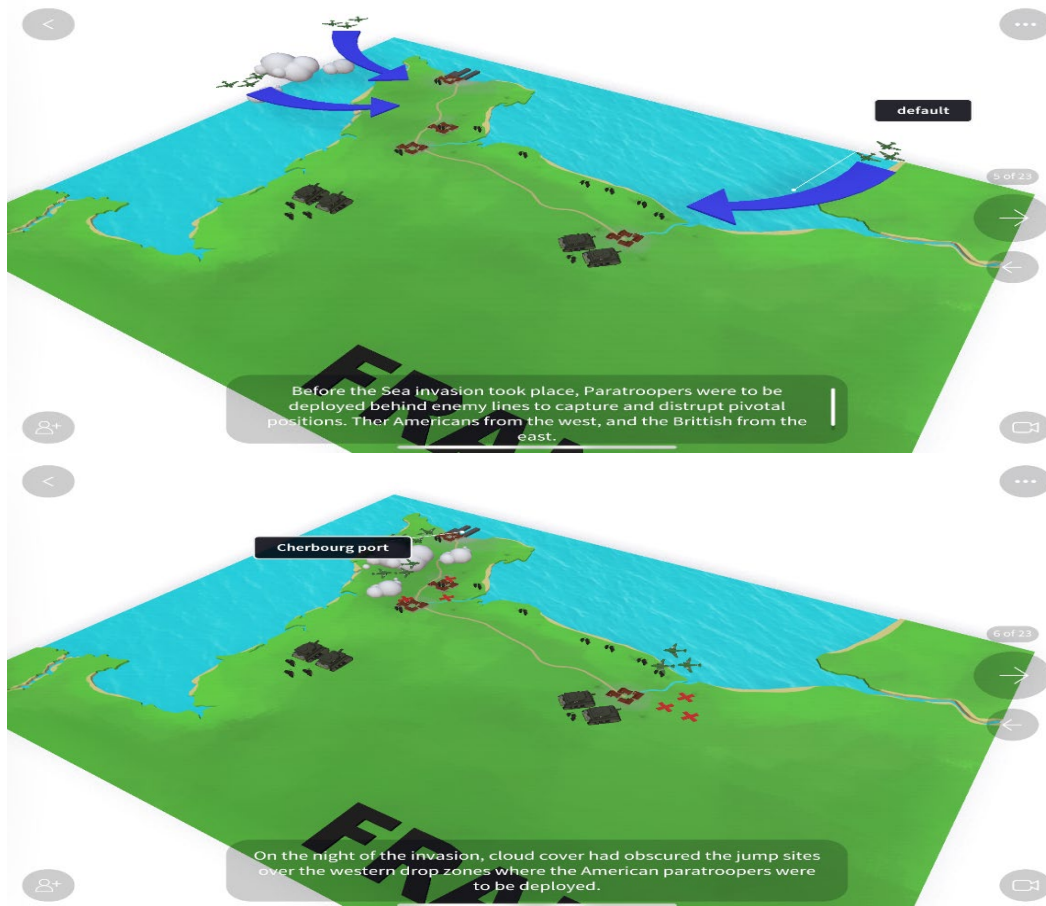 default
5 of 23
FRAN
Before the Sea invasion took place, Paratroopers were to be
deployed behind enemy lines to capture and distrupt pivotal
positions. Ther Americans from the west, and the Brittish from the
east.
Cherbourg port
6 of 23
FRAN
On the night of the invasion, cloud cover had obscured the jump sites
over the western drop zones where the American paratroopers were
to be deployed.